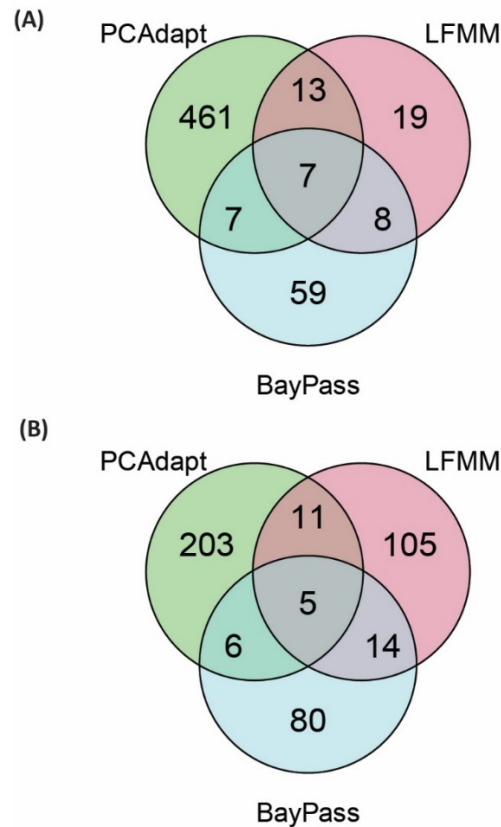 (A)
PCAdapt LFMM
13
461 19
7
7 8
59
BayPass
(B)
PCAdapt LFMM
11
203 105
5
6 14
80
BayPass